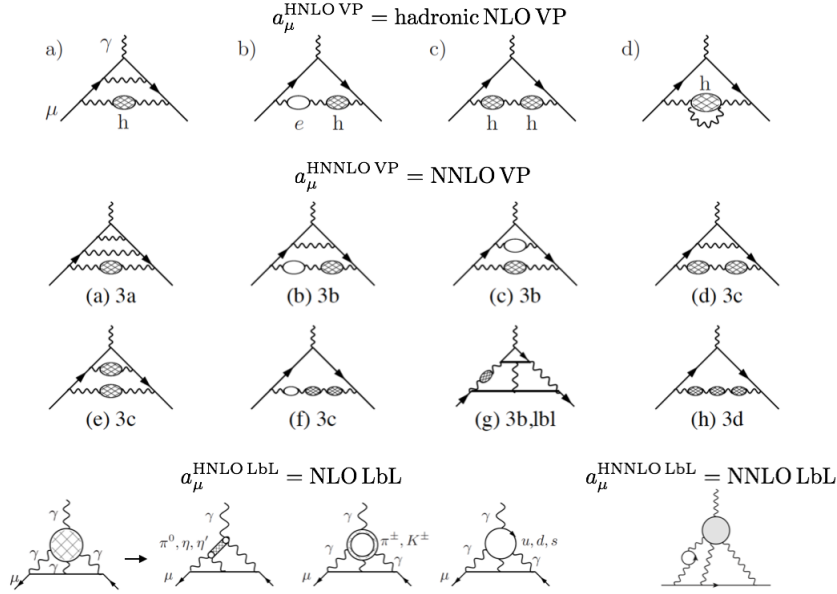 a_μ^{HNLO VP} = hadronic NLO VP
a) γ b) c) d)
h
μ
h e h h h
a_μ^{HNNLO VP} = NNLO VP
(a) 3a (b) 3b (c) 3b (d) 3c
(e) 3c (f) 3c (g) 3b,lbl (h) 3d
a_μ^{HNLO LbL} = NLO LbL a_μ^{HNNLO LbL} = NNLO LbL
γ γ γ γ
π⁰, η, η′ π±, K± u, d, s
γ γ γ γ γ γ γ
μ μ μ μ